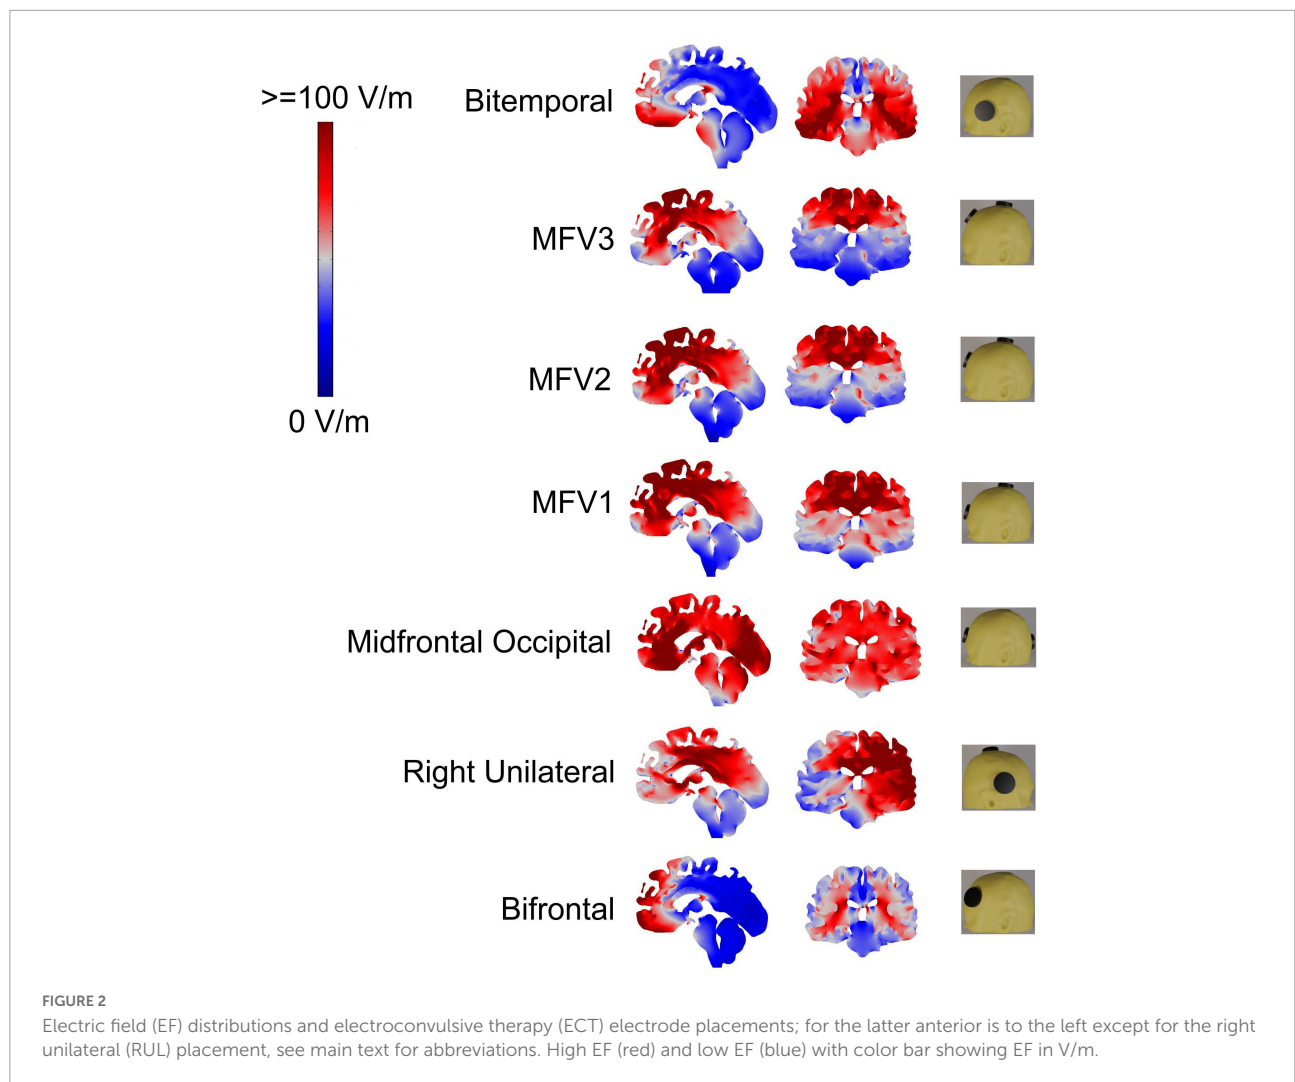 >=100 V/m
0 V/m
Bitemporal
MFV3
MFV2
MFV1
Midfrontal Occipital
Right Unilateral
Bifrontal
FIGURE 2
Electric field (EF) distributions and electroconvulsive therapy (ECT) electrode placements; for the latter anterior is to the left except for the right
unilateral (RUL) placement, see main text for abbreviations. High EF (red) and low EF (blue) with color bar showing EF in V/m.